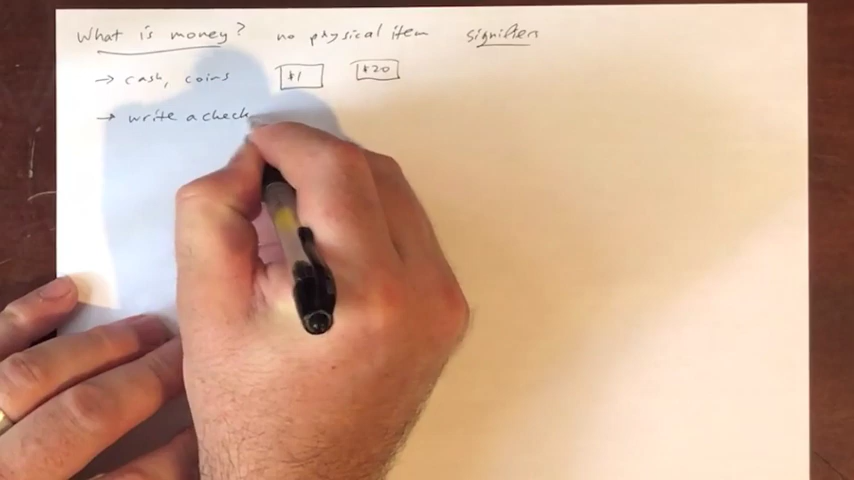 What is money? no physical item signifiers
→ cash, coins $1 $20
→ write a check